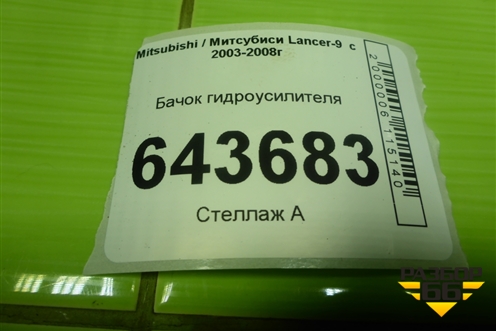 Mitsubishi / Митсубиси Lancer-9 с
2003-2008г
Бачок гидроусилителя
643683
Стеллаж А
2000006115140
РАЗБОР
66